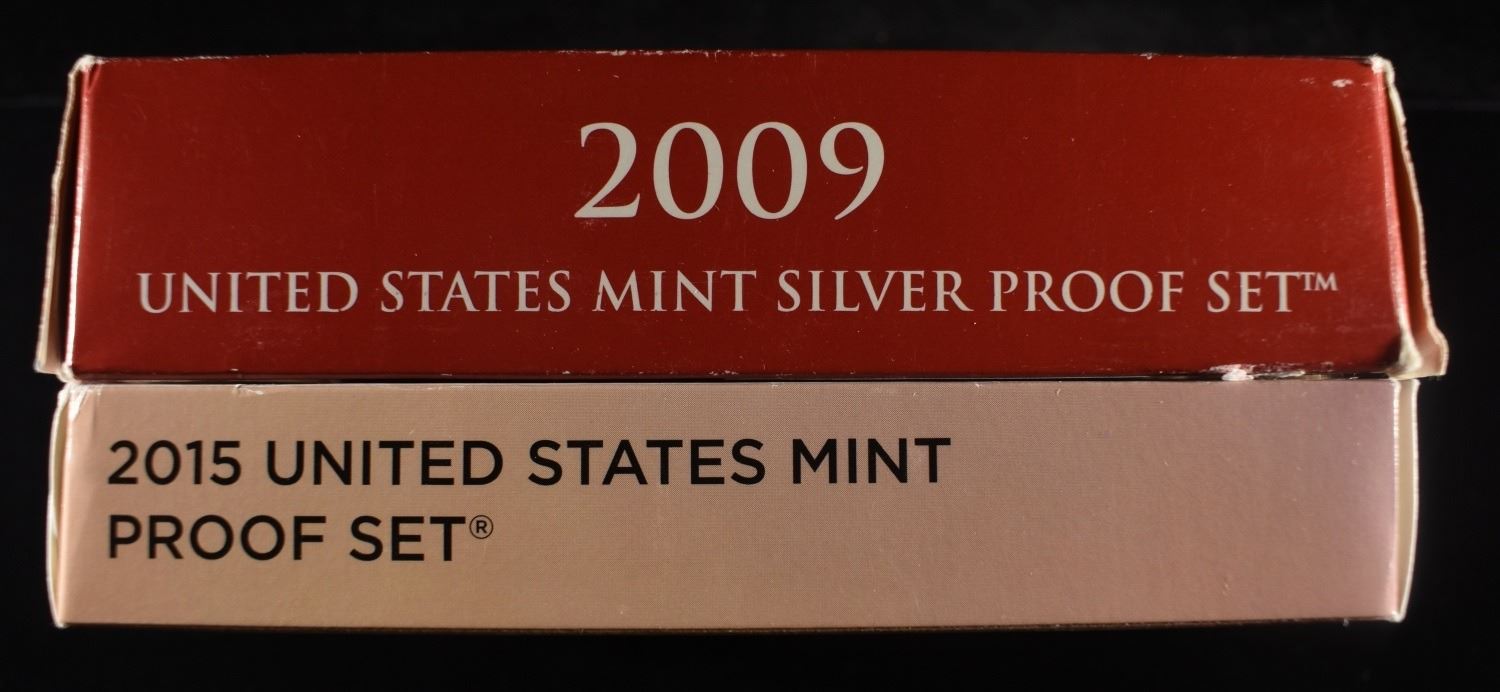 2009
UNITED STATES MINT SILVER PROOF SET™
2015 UNITED STATES MINT
PROOF SET®